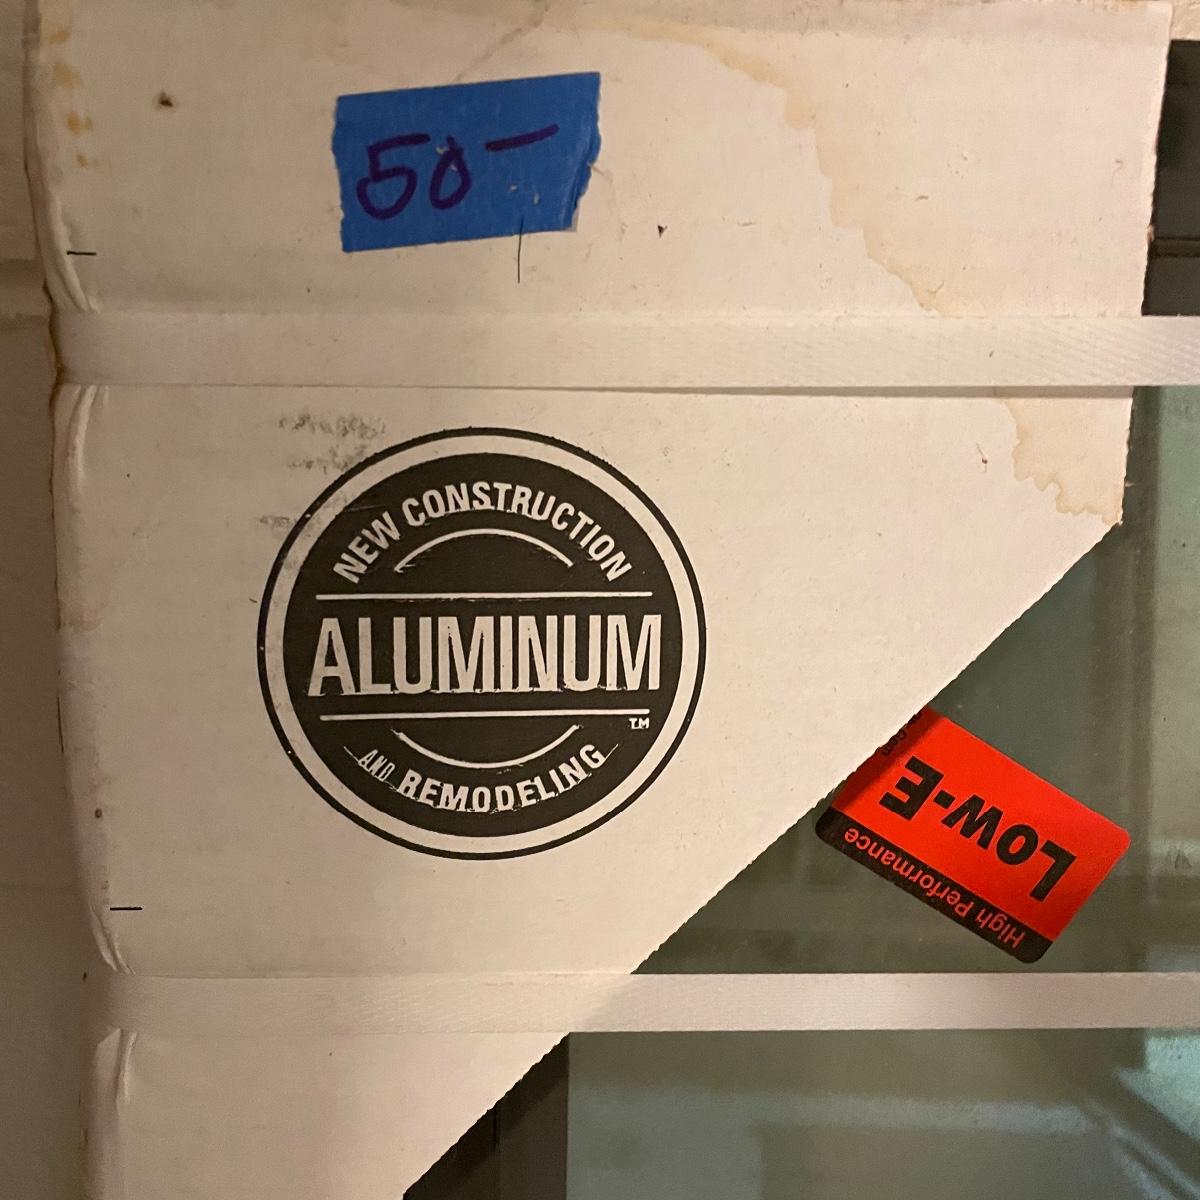 50-
NEW CONSTRUCTION
ALUMINUM
TM
AND REMODELING
High Performance
LOW-E